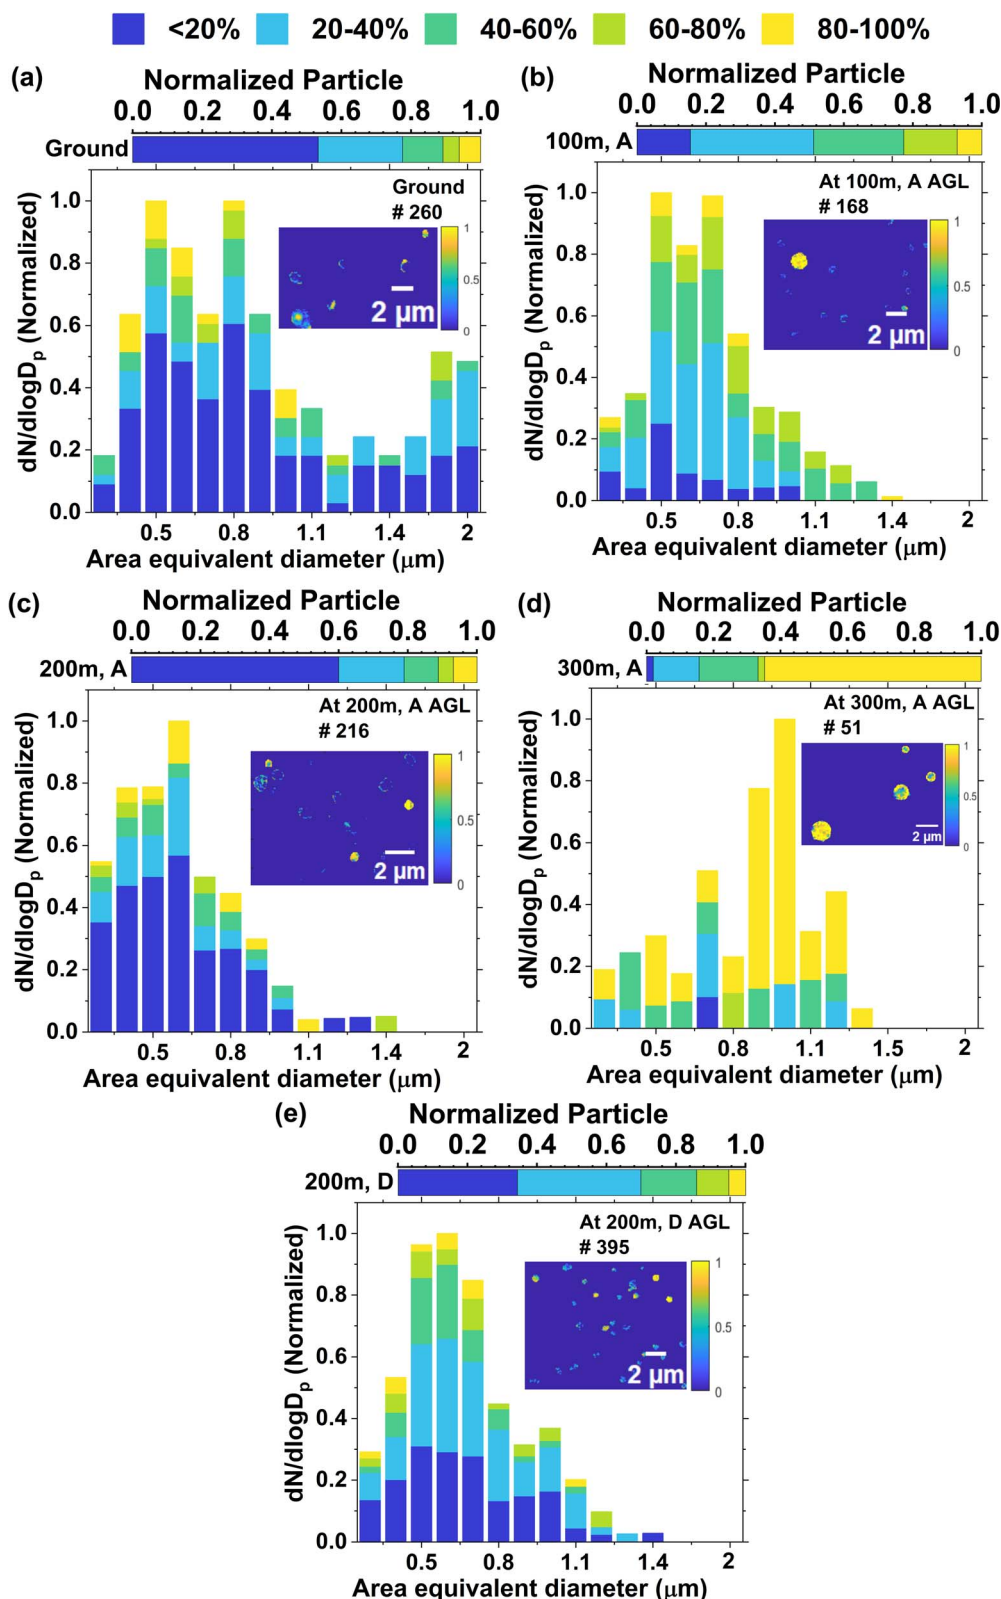 <20% 20-40% 40-60% 60-80% 80-100%
(a)
Normalized Particle
0.0 0.2 0.4 0.6 0.8 1.0
Ground
Ground
# 260
1
0.5
0
2 μm
dN/dlogDp (Normalized)
1.0
0.8
0.6
0.4
0.2
0.0
0.5 0.8 1.1 1.4 2
Area equivalent diameter (μm)
(b)
Normalized Particle
0.0 0.2 0.4 0.6 0.8 1.0
100m, A
At 100m, A AGL
# 168
1
0.5
0
2 μm
dN/dlogDp (Normalized)
1.0
0.8
0.6
0.4
0.2
0.0
0.5 0.8 1.1 1.4 2
Area equivalent diameter (μm)
(c)
Normalized Particle
0.0 0.2 0.4 0.6 0.8 1.0
200m, A
At 200m, A AGL
# 216
1
0.5
0
2 μm
dN/dlogDp (Normalized)
1.0
0.8
0.6
0.4
0.2
0.0
0.5 0.8 1.1 1.4 2
Area equivalent diameter (μm)
(d)
Normalized Particle
0.0 0.2 0.4 0.6 0.8 1.0
300m, A
At 300m, A AGL
# 51
1
0.5
0
2 μm
dN/dlogDp (Normalized)
1.0
0.8
0.6
0.4
0.2
0.0
0.5 0.8 1.1 1.5 2
Area equivalent diameter (μm)
(e)
Normalized Particle
0.0 0.2 0.4 0.6 0.8 1.0
200m, D
At 200m, D AGL
# 395
1
0.5
0
2 μm
dN/dlogDp (Normalized)
1.0
0.8
0.6
0.4
0.2
0.0
0.5 0.8 1.1 1.4 2
Area equivalent diameter (μm)